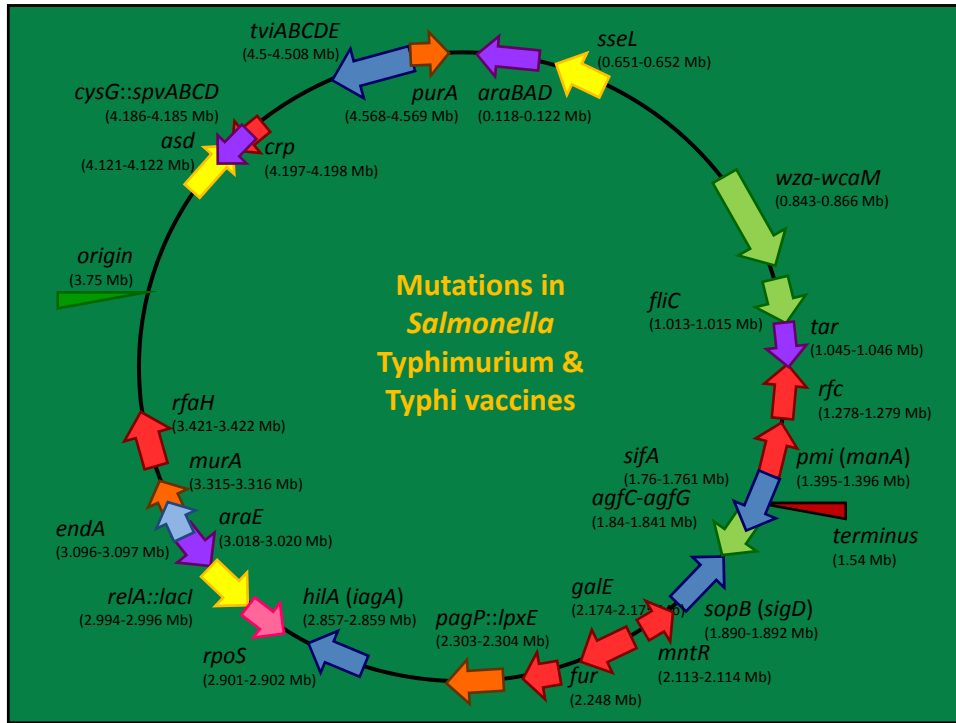 tviABCDE
(4.5-4.508 Mb)
purA
(4.568-4.569 Mb)
araBAD
(0.118-0.122 Mb)
sseL
(0.651-0.652 Mb)
cysG::spvABCD
(4.186-4.185 Mb)
asd
(4.121-4.122 Mb)
crp
(4.197-4.198 Mb)
wza-wcaM
(0.843-0.866 Mb)
origin
(3.75 Mb)
Mutations in
Salmonella
Typhimurium &
Typhi vaccines
fliC
(1.013-1.015 Mb)
tar
(1.045-1.046 Mb)
rfc
(1.278-1.279 Mb)
rfaH
(3.421-3.422 Mb)
murA
(3.315-3.316 Mb)
sifA
(1.76-1.761 Mb)
pmi (manA)
(1.395-1.396 Mb)
agfC-agfG
(1.84-1.841 Mb)
terminus
(1.54 Mb)
endA
(3.096-3.097 Mb)
araE
(3.018-3.020 Mb)
relA::lacI
(2.994-2.996 Mb)
hilA (iagA)
(2.857-2.859 Mb)
pagP::lpxE
(2.303-2.304 Mb)
galE
sopB (sigD)
(1.890-1.892 Mb)
rpoS
(2.901-2.902 Mb)
fur
(2.248 Mb)
mntR
(2.113-2.114 Mb)